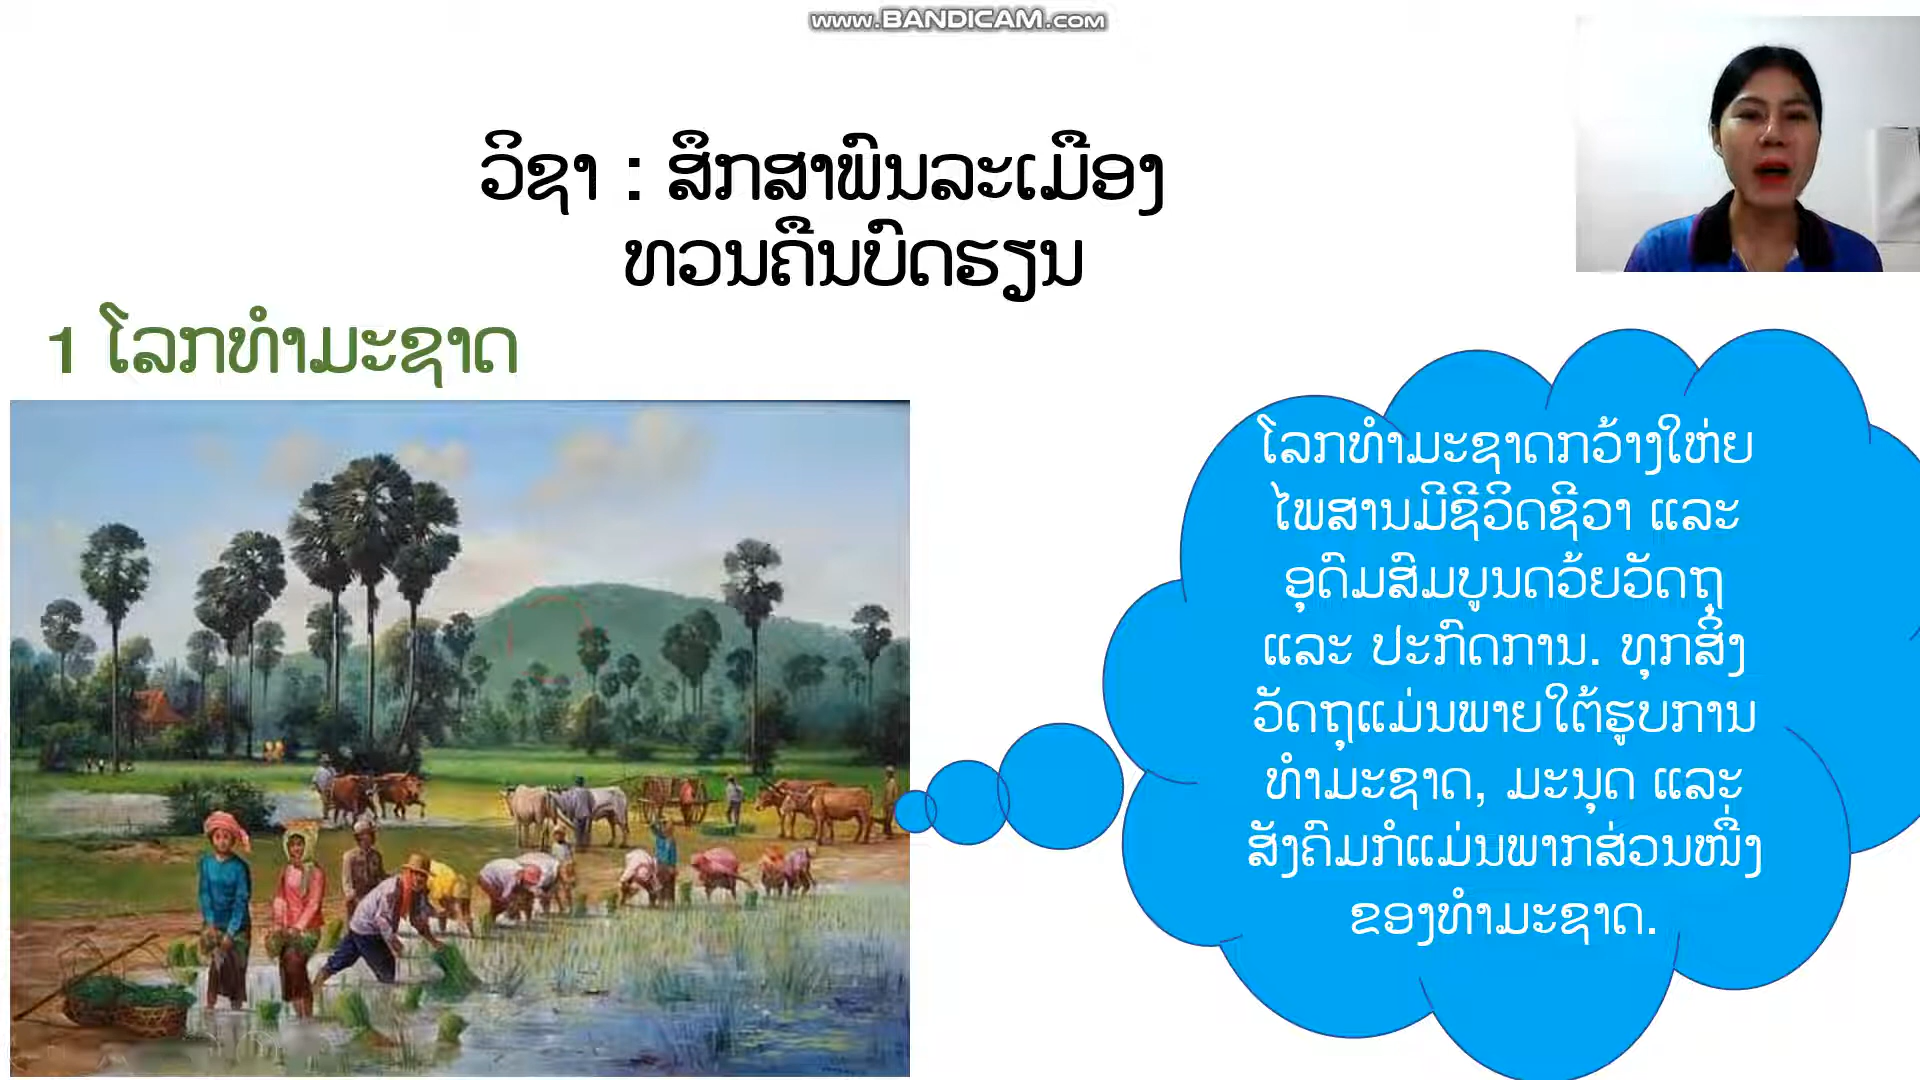 www.BANDICAM.com
ວິຊາ : ສຶກສາພົນລະເມືອງ
ທວນຄືນບົດຮຽນ
1 ໂລກທຳມະຊາດ
ໂລກທຳມະຊາດກວ້າງໃຫ່ຍ
ໄພສານມີຊີວິດຊີວາ ແລະ
ອຸດົມສົມບູນດວ້ຍວັດຖຸ
ແລະ ປະກົດການ. ທຸກສິ່ງ
ວັດຖຸແມ່ນພາຍໃຕ້ຮູບການ
ທຳມະຊາດ, ມະນຸດ ແລະ
ສັງຄົມກໍແມ່ນພາກສ່ວນໜຶ່ງ
ຂອງທຳມະຊາດ.